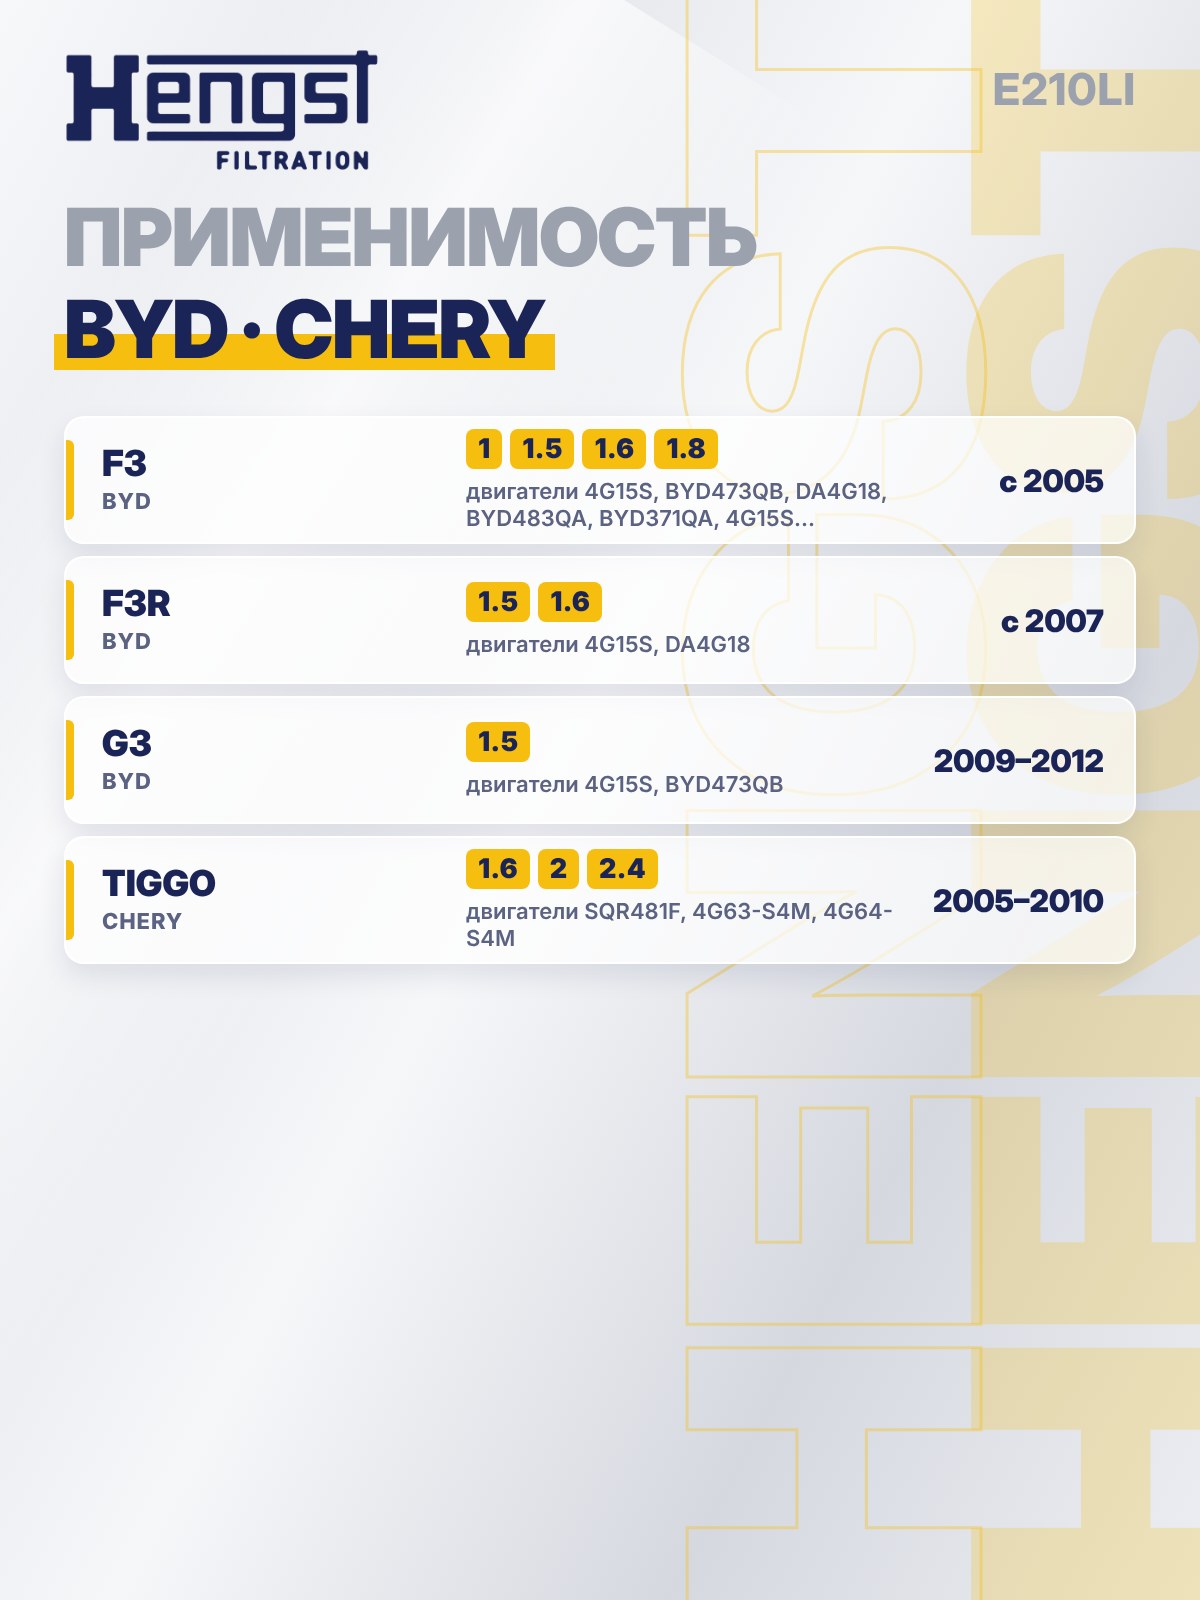 Hengst
FILTRATION
E210LI
ПРИМЕНИМОСТЬ
BYD · CHERY
F3
BYD
1 1.5 1.6 1.8
двигатели 4G15S, BYD473QB, DA4G18,
BYD483QA, BYD371QA, 4G15S...
с 2005
F3R
BYD
1.5 1.6
двигатели 4G15S, DA4G18
с 2007
G3
BYD
1.5
двигатели 4G15S, BYD473QB
2009–2012
TIGGO
CHERY
1.6 2 2.4
двигатели SQR481F, 4G63-S4M, 4G64-
S4M
2005–2010
HENGST
HENGST